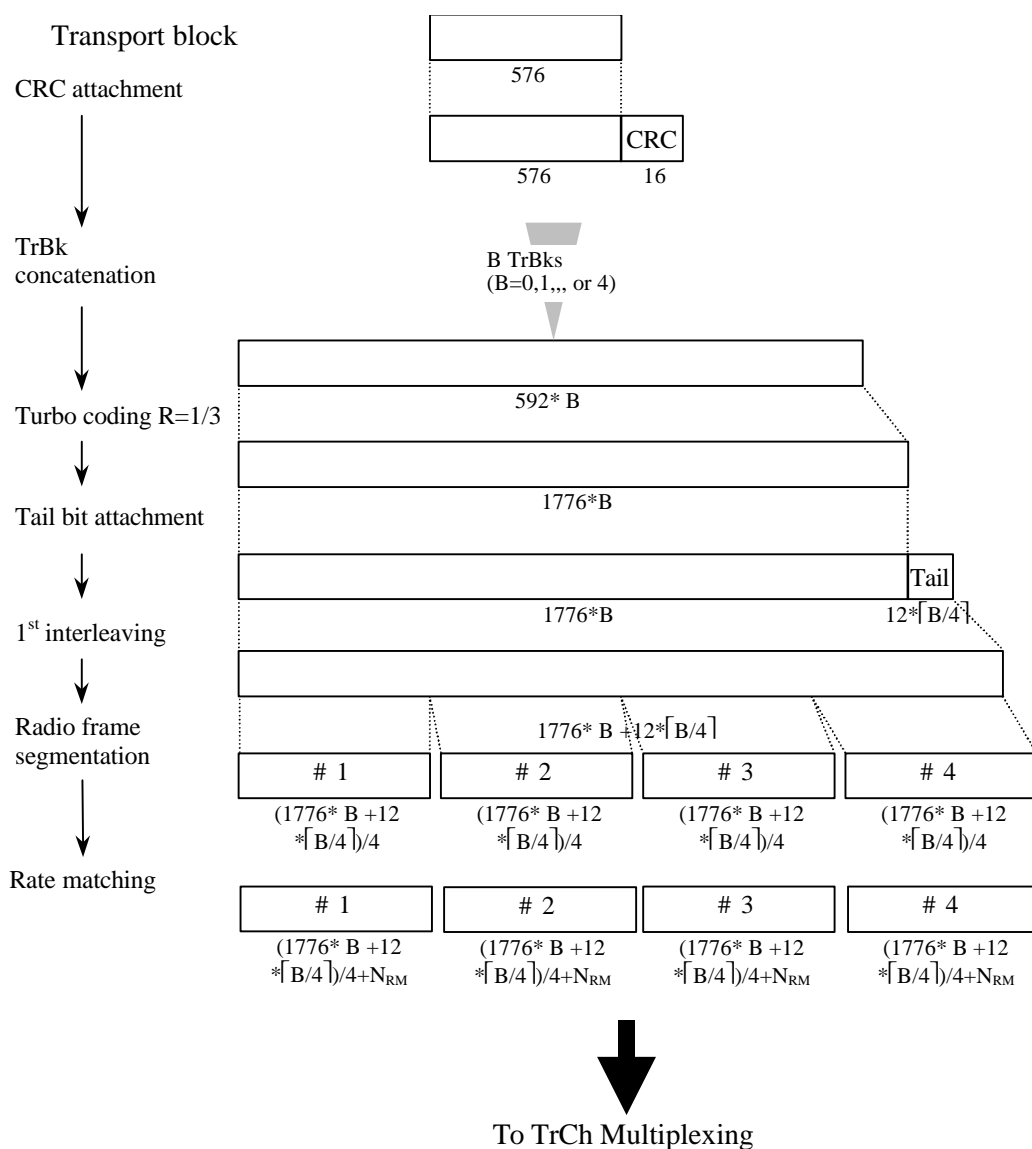 Transport block
576
CRC attachment
CRC
576 16
TrBk
concatenation
B TrBks
(B=0,1,,, or 4)
592* B
Turbo coding R=1/3
1776*B
Tail bit attachment
Tail
1776*B 12*⌈B/4⌉
1st interleaving
1776* B +12*⌈B/4⌉
Radio frame
segmentation
# 1 # 2 # 3 # 4
(1776* B +12 (1776* B +12 (1776* B +12 (1776* B +12
*⌈B/4⌉)/4 *⌈B/4⌉)/4 *⌈B/4⌉)/4 *⌈B/4⌉)/4
Rate matching
# 1 # 2 # 3 # 4
(1776* B +12 (1776* B +12 (1776* B +12 (1776* B +12
*⌈B/4⌉)/4+NRM *⌈B/4⌉)/4+NRM *⌈B/4⌉)/4+NRM *⌈B/4⌉)/4+NRM
To TrCh Multiplexing